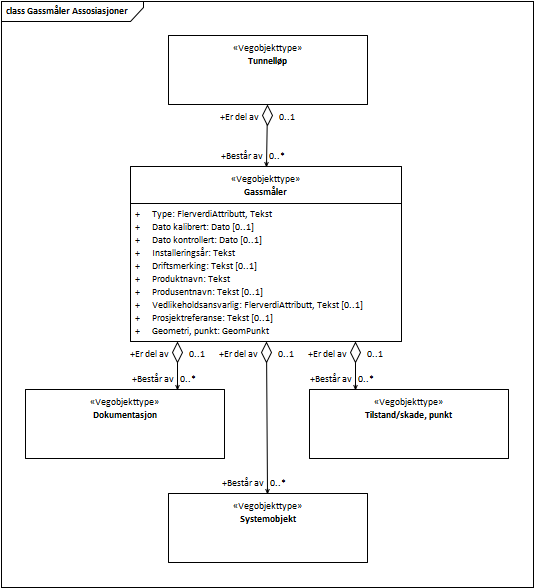 class Gassmåler Assosiasjoner
«Vegobjekttype»
Tunnelløp
+Er del av 0..1
+Består av 0..*
«Vegobjekttype»
Gassmåler
+ Type: FlerverdiAttributt, Tekst
+ Dato kalibrert: Dato [0..1]
+ Dato kontrollert: Dato [0..1]
+ Installeringsår: Tekst
+ Driftsmerking: Tekst [0..1]
+ Produktnavn: Tekst
+ Produsentnavn: Tekst [0..1]
+ Vedlikeholdsansvarlig: FlerverdiAttributt, Tekst [0..1]
+ Prosjektreferanse: Tekst [0..1]
+ Geometri, punkt: GeomPunkt
+Er del av 0..1 +Er del av 0..1 +Er del av 0..1
+Består av 0..* +Består av 0..*
«Vegobjekttype»
Dokumentasjon
«Vegobjekttype»
Tilstand/skade, punkt
+Består av 0..*
«Vegobjekttype»
Systemobjekt